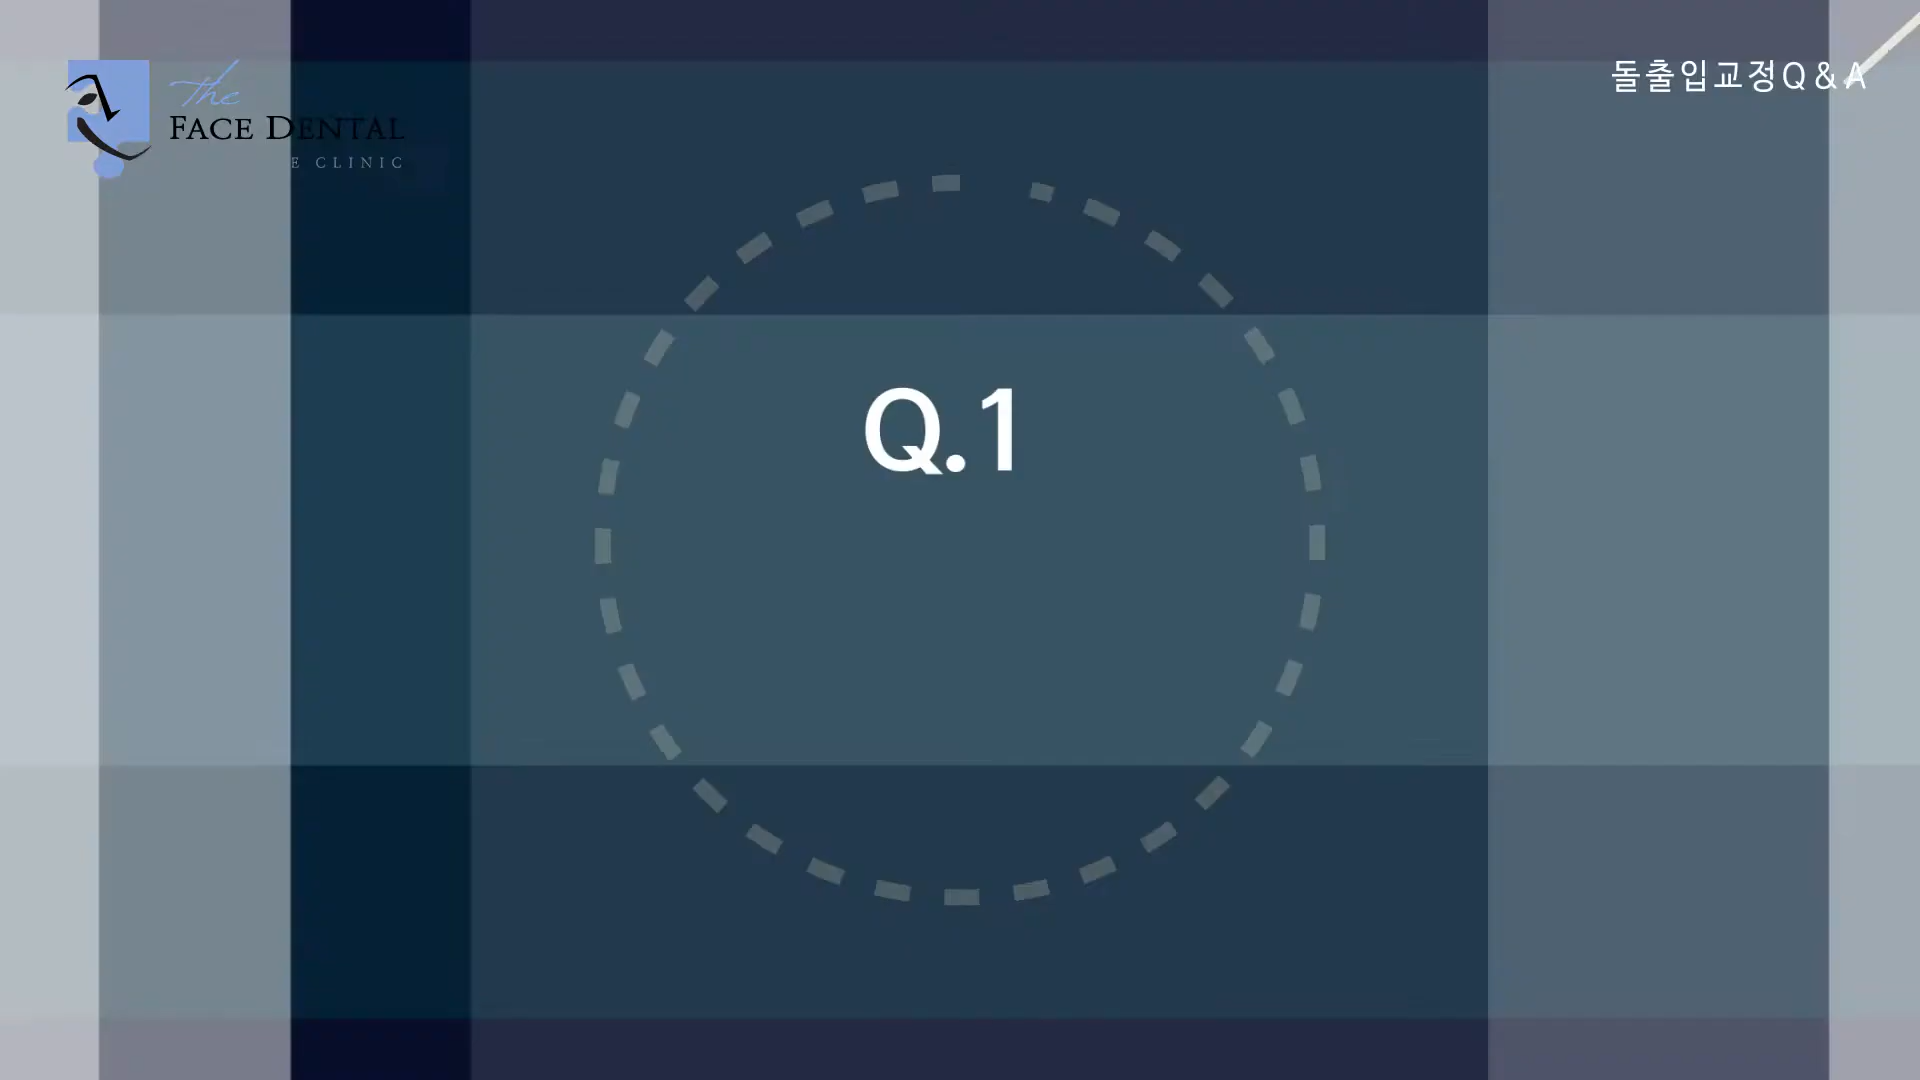 The
FACE DENTAL
E CLINIC
돌출입교정Q&A
Q.1